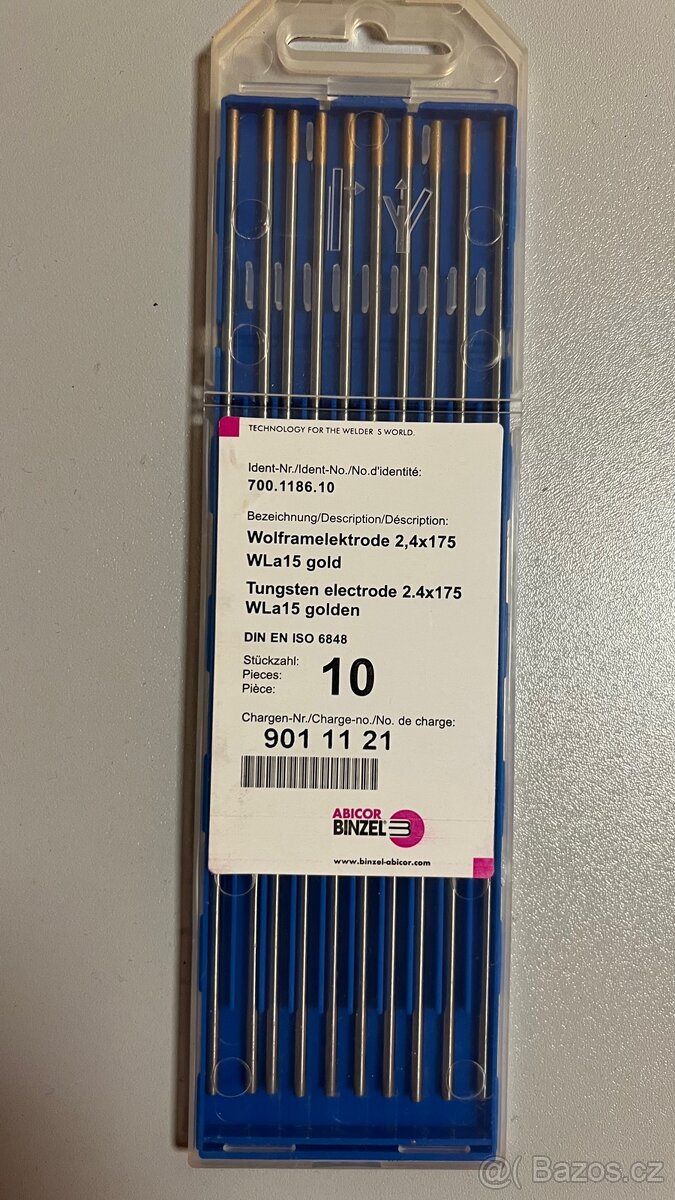 TECHNOLOGY FOR THE WELDER S WORLD.
Ident-Nr./Ident-No./No.d'identité:
700.1186.10
Bezeichnung/Description/Déscription:
Wolframelektrode 2,4x175
WLa15 gold
Tungsten electrode 2.4x175
WLa15 golden
DIN EN ISO 6848
Stückzahl:
Pieces:
Pièce:
10
Chargen-Nr./Charge-no./No. de charge:
901 11 21
ABICOR
BINZEL®
www.binzel-abicor.com
@( Bazos.cz